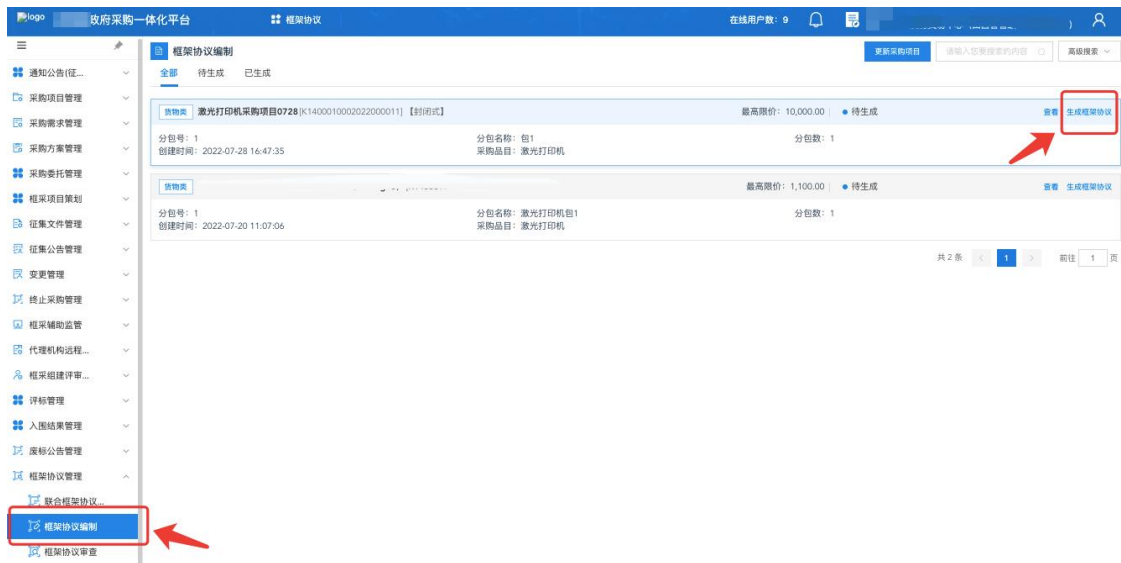 logo 政府采购一体化平台 框架协议 在线用户数: 9
框架协议编制 更新采购项目 请输入您要搜索的内容 高级搜索
全部 待生成 已生成
通知公告(征...
采购项目管理
采购需求管理
采购方案管理
采购委托管理
框采项目策划
征集文件管理
征集公告管理
变更管理
终止采购管理
框采辅助监管
代理机构远程...
框采组建评审...
评标管理
入围结果管理
废标公告管理
框架协议管理
联合框架协议...
框架协议编制
框架协议审查
货物类 激光打印机采购项目0728[K1400010002022000011]【封闭式】 最高限价: 10,000.00 待生成 查看 生成框架协议
分包号: 1 分包名称: 包1 分包数: 1
创建时间: 2022-07-28 16:47:35 采购品目: 激光打印机
货物类 最高限价: 1,100.00 待生成 查看 生成框架协议
分包号: 1 分包名称: 激光打印机包1 分包数: 1
创建时间: 2022-07-20 11:07:06 采购品目: 激光打印机
共 2 条 < 1 > 前往 1 页